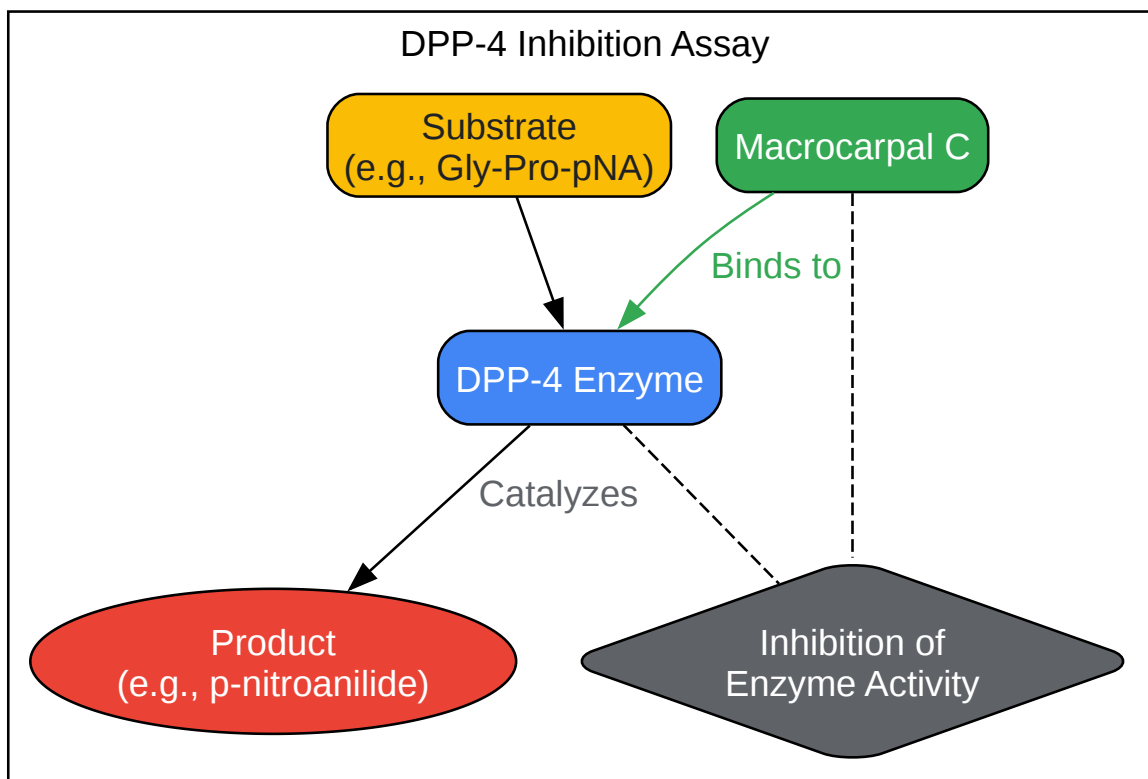 DPP-4 Inhibition Assay
Substrate
(e.g., Gly-Pro-pNA)
Macrocarpal C
Binds to
DPP-4 Enzyme
Catalyzes
Product
(e.g., p-nitroanilide)
Inhibition of
Enzyme Activity